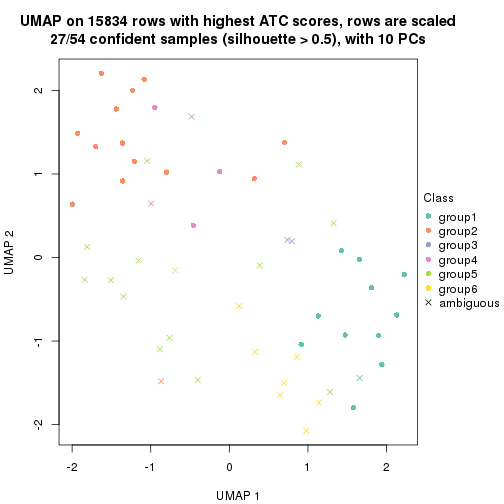 UMAP on 15834 rows with highest ATC scores, rows are scaled
27/54 confident samples (silhouette > 0.5), with 10 PCs
2
1
0
-1
-2
UMAP 2
-2
-1
0
1
2
UMAP 1
Class
group1
group2
group3
group4
group5
group6
ambiguous